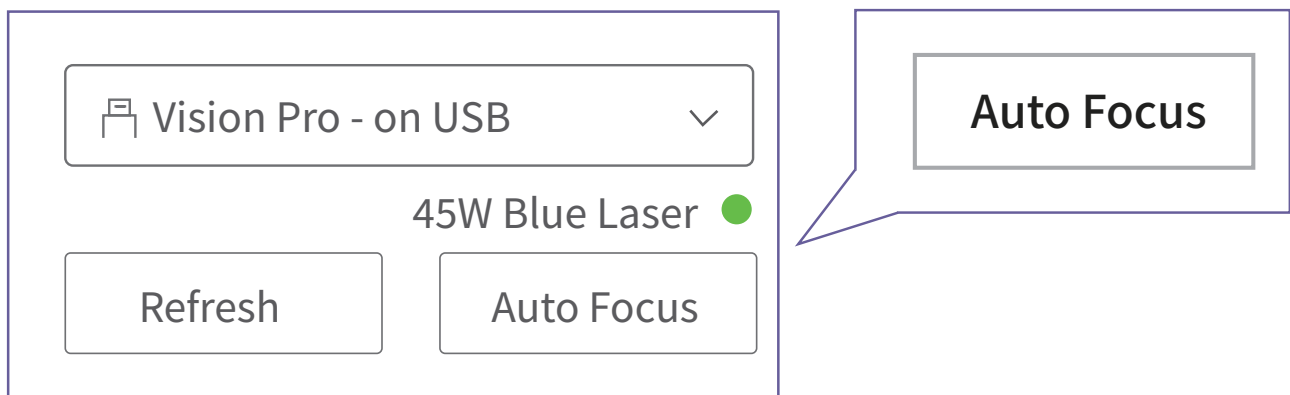 Vision Pro - on USB
45W Blue Laser
Refresh
Auto Focus
Auto Focus